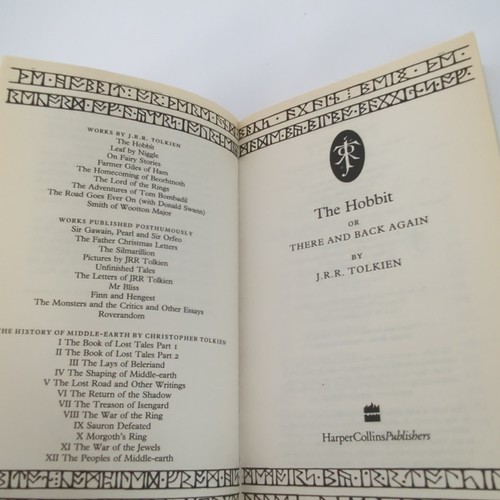 WORKS BY J.R.R. TOLKIEN
The Hobbit
Leaf by Niggle
On Fairy Stories
Farmer Giles of Ham
The Homecoming of Beorhtnoth
The Lord of the Rings
The Adventures of Tom Bombadil
The Road Goes Ever On (with Donald Swann)
Smith of Wootton Major
WORKS PUBLISHED POSTHUMOUSLY
Sir Gawain, Pearl and Sir Orfeo
The Father Christmas Letters
The Silmarillion
Pictures by JRR Tolkien
Unfinished Tales
The Letters of JRR Tolkien
Mr Bliss
Finn and Hengest
The Monsters and the Critics and Other Essays
Roverandom
THE HISTORY OF MIDDLE-EARTH BY CHRISTOPHER TOLKIEN
I The Book of Lost Tales Part 1
II The Book of Lost Tales Part 2
III The Lays of Beleriand
IV The Shaping of Middle-earth
V The Lost Road and Other Writings
VI The Return of the Shadow
VII The Treason of Isengard
VIII The War of the Ring
IX Sauron Defeated
X Morgoth's Ring
XI The War of the Jewels
XII The Peoples of Middle-earth
The Hobbit
OR
THERE AND BACK AGAIN
BY
J.R.R. TOLKIEN
HarperCollinsPublishers